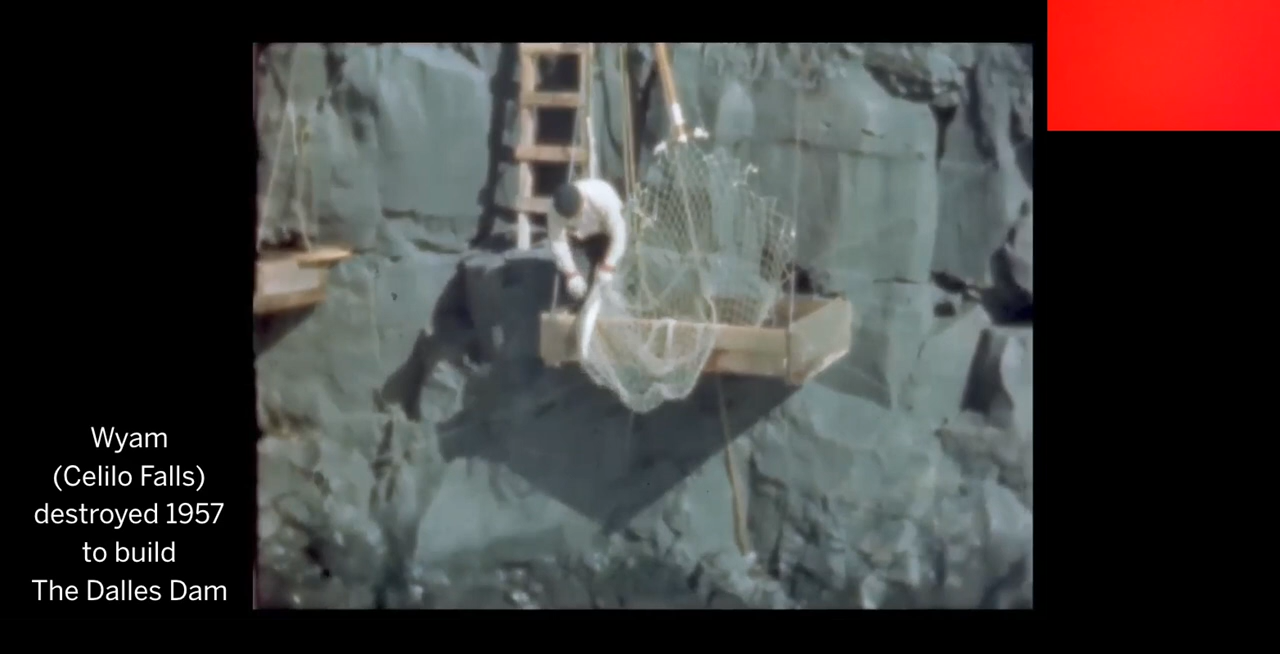 Wyam
(Celilo Falls)
destroyed 1957
to build
The Dalles Dam